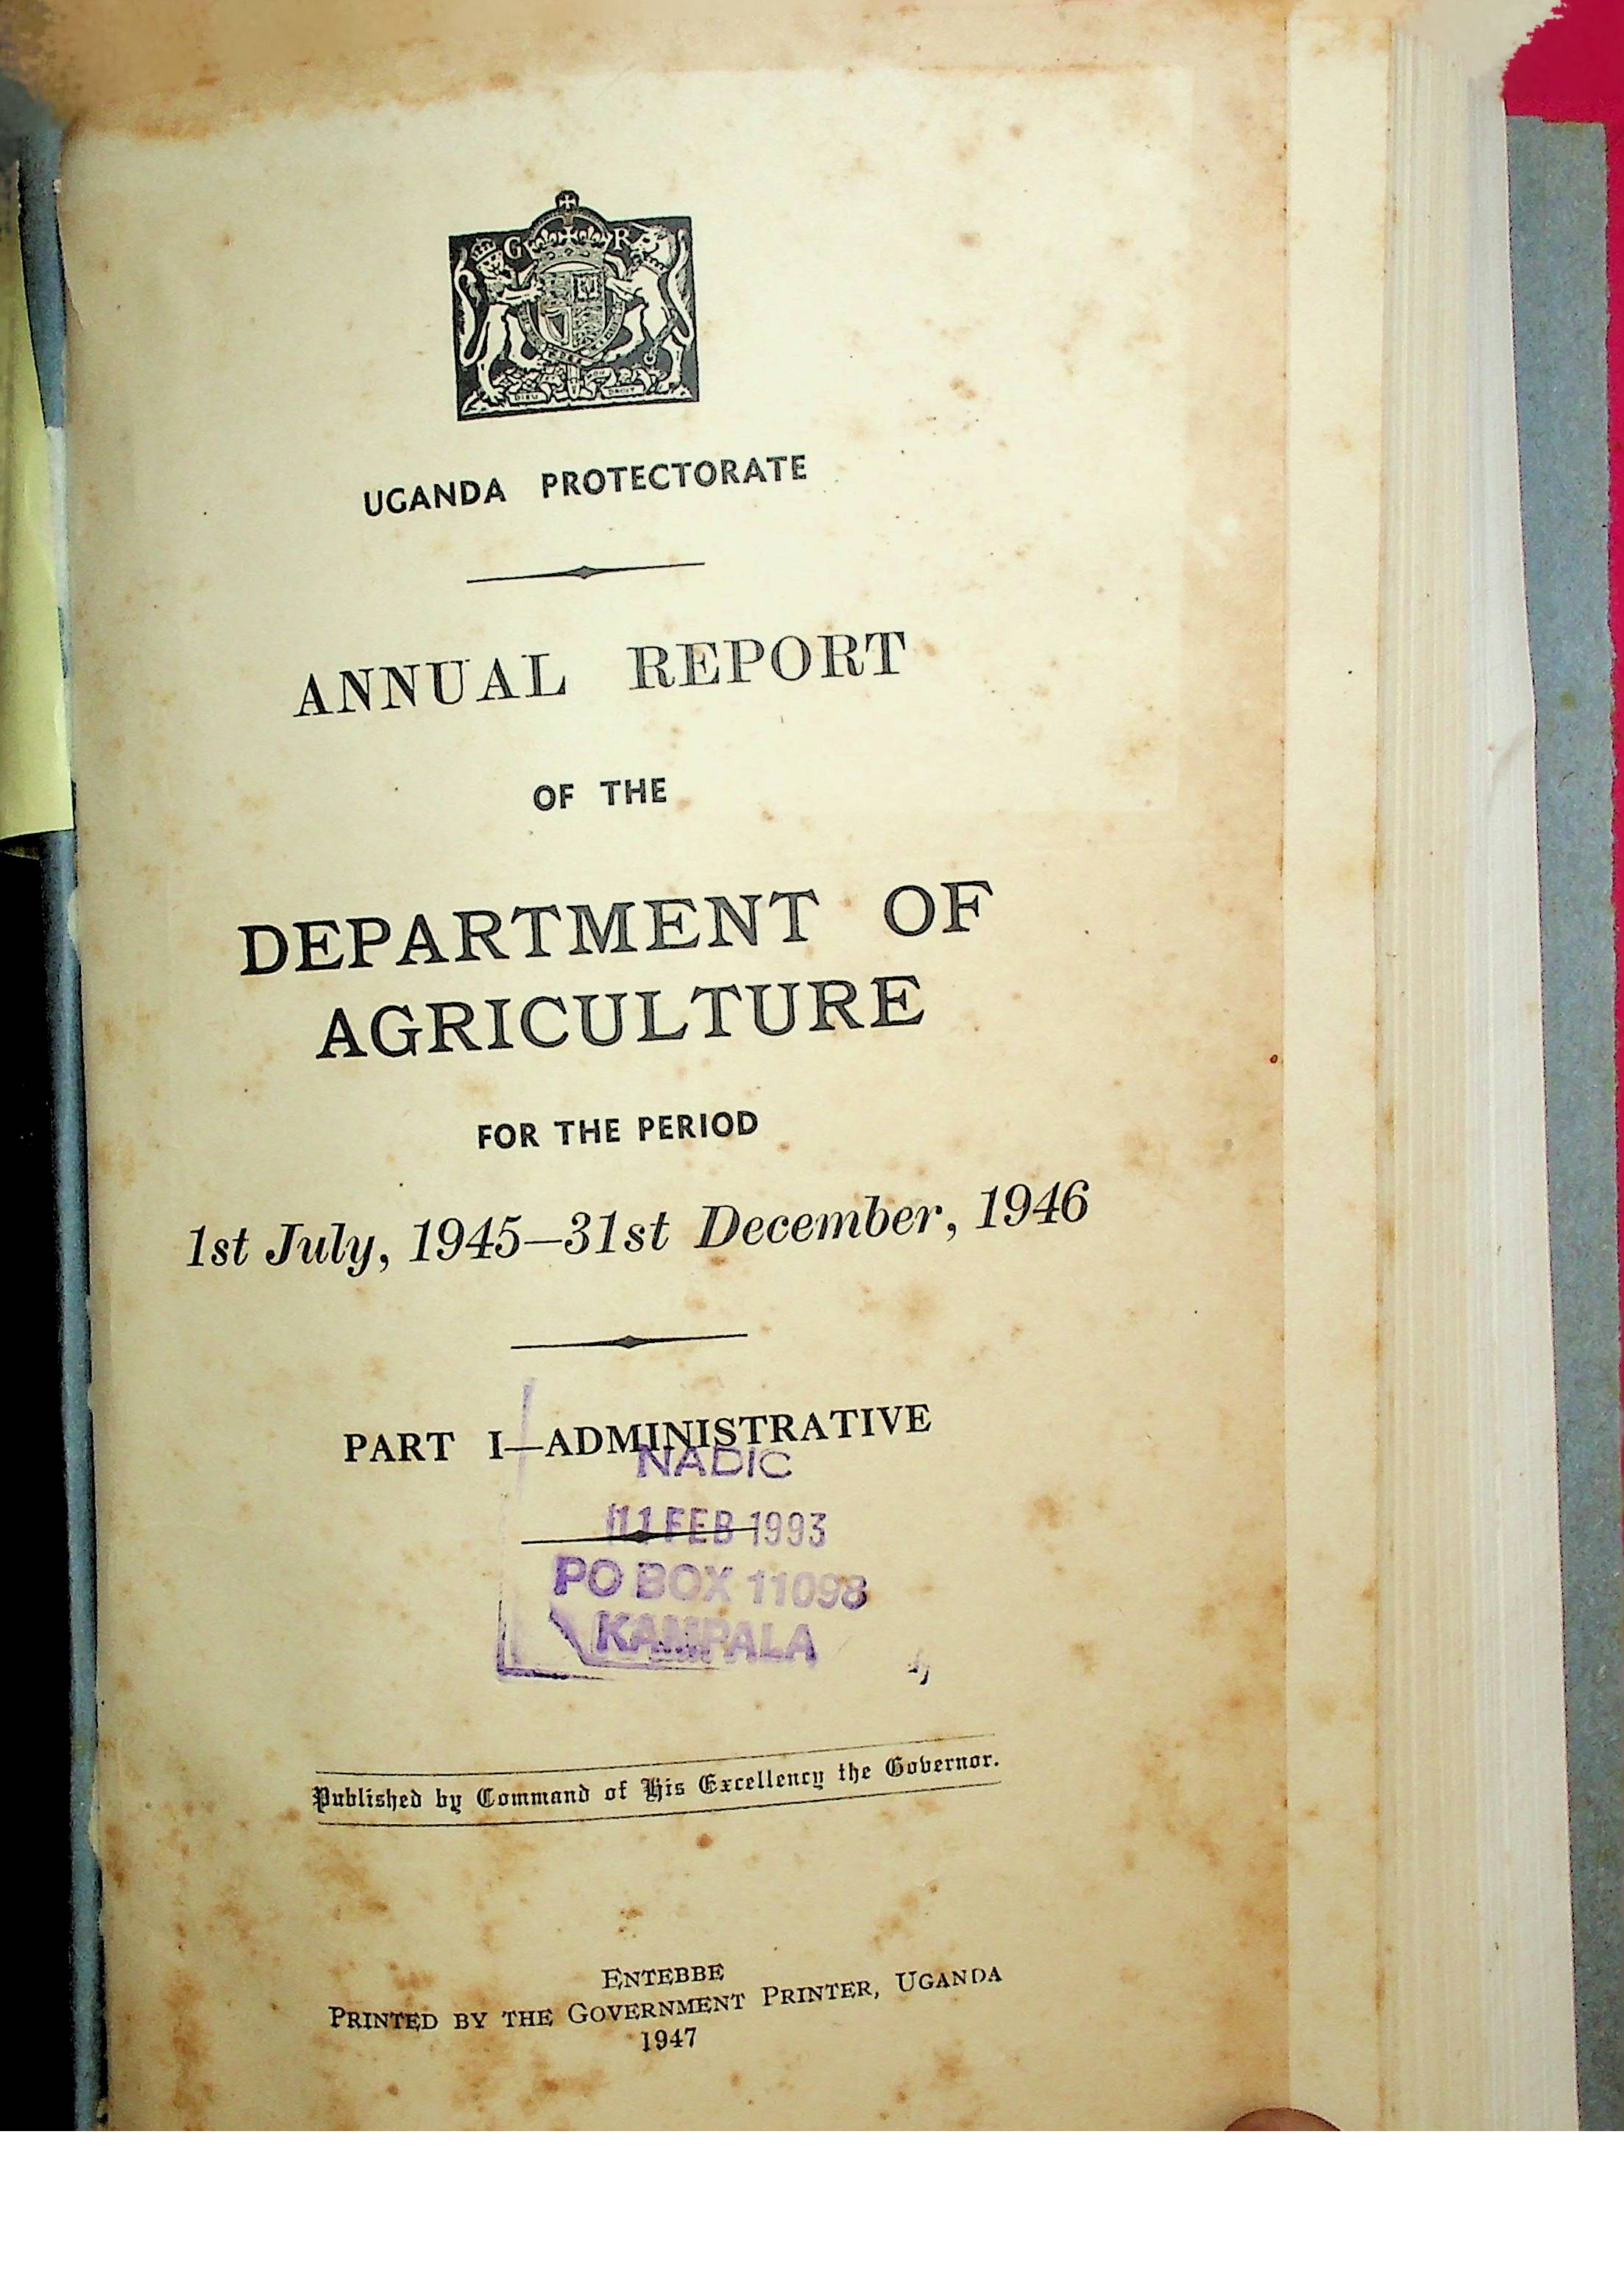 G R
DIEU DROIT
UGANDA PROTECTORATE
ANNUAL REPORT
OF THE
DEPARTMENT OF
AGRICULTURE
FOR THE PERIOD
1st July, 1945–31st December, 1946
PART I—ADMINISTRATIVE
NADIC
11 FEB 1993
PO BOX 11098
KAMPALA
Published by Command of His Excellency the Governor.
ENTEBBE
PRINTED BY THE GOVERNMENT PRINTER, UGANDA
1947